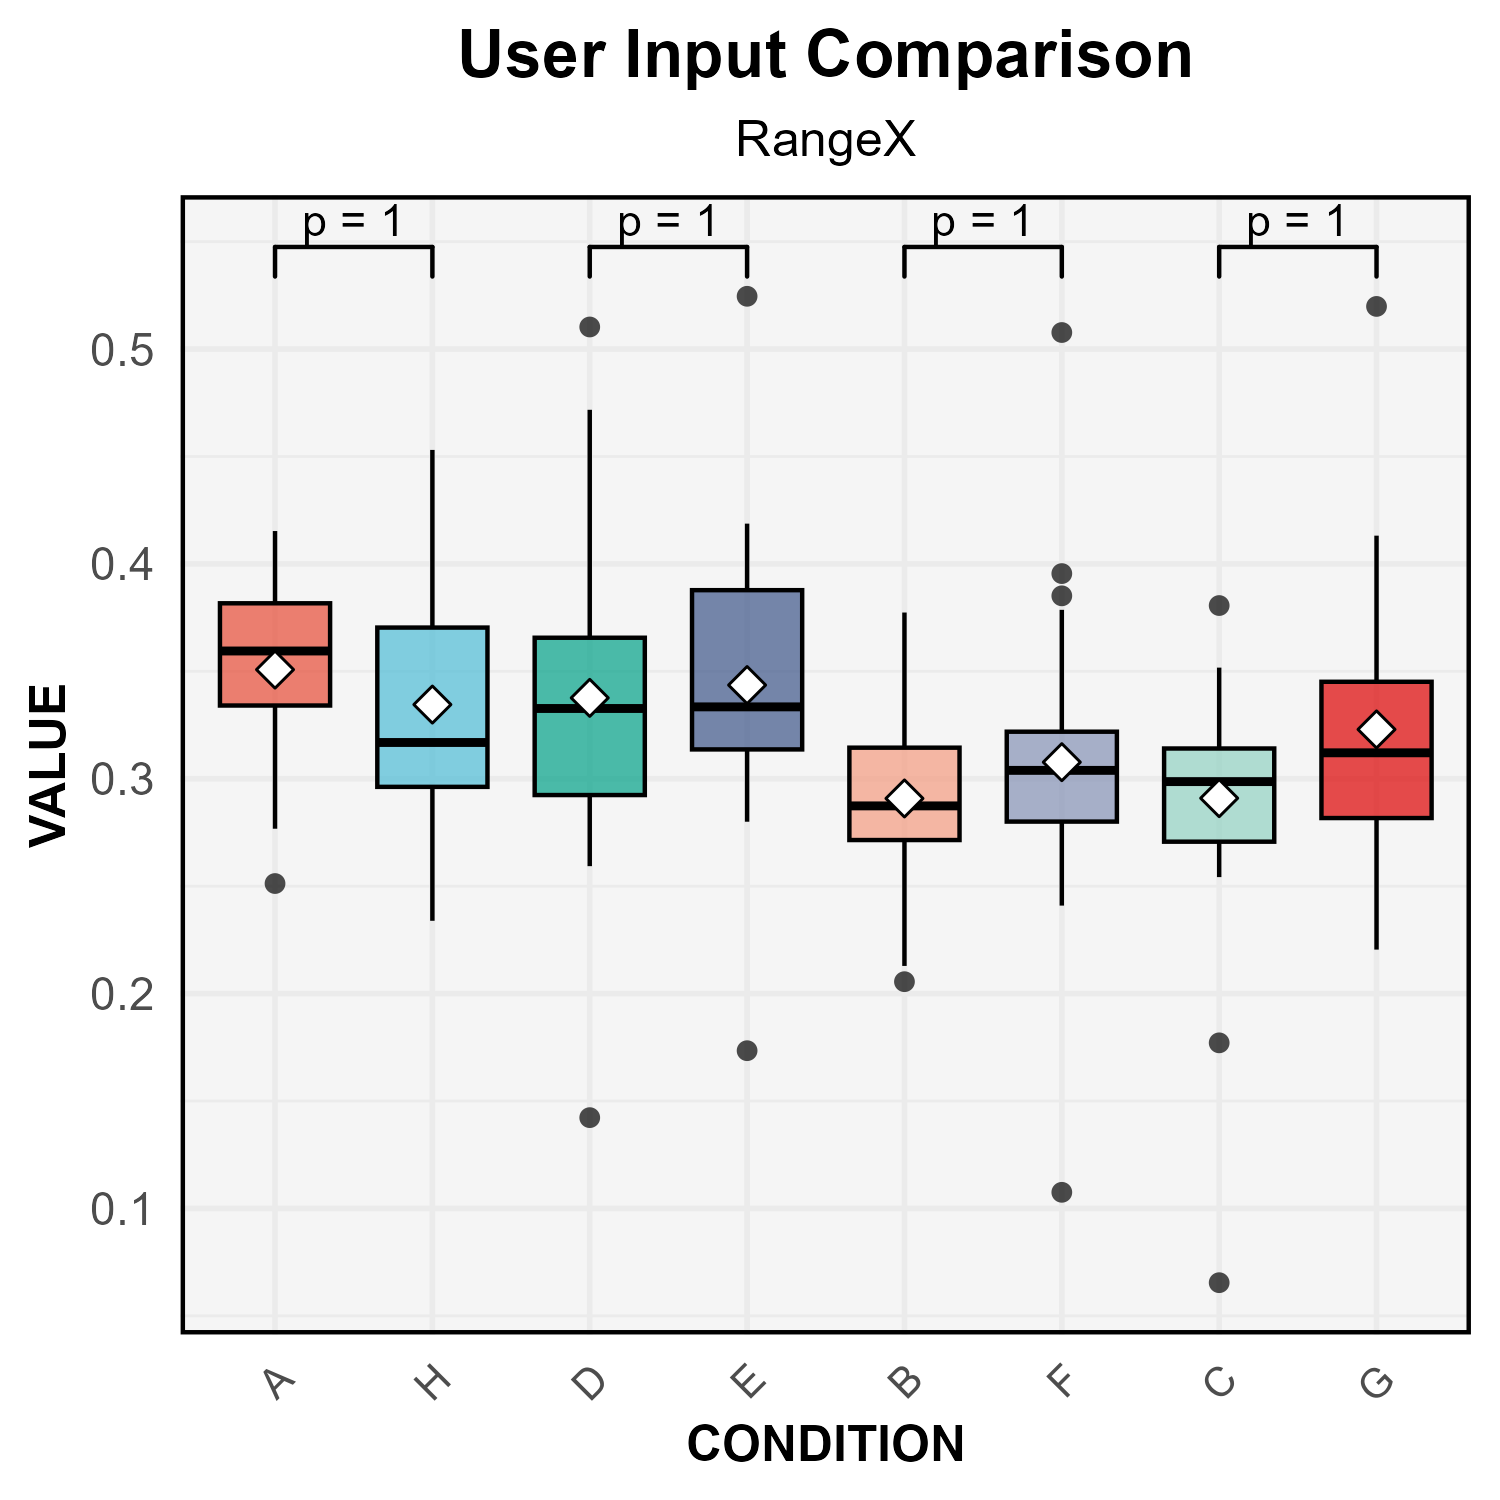 User Input Comparison
RangeX
p = 1 p = 1 p = 1 p = 1
0.5
0.4
0.3
0.2
0.1
VALUE
A H D E B F C G
CONDITION